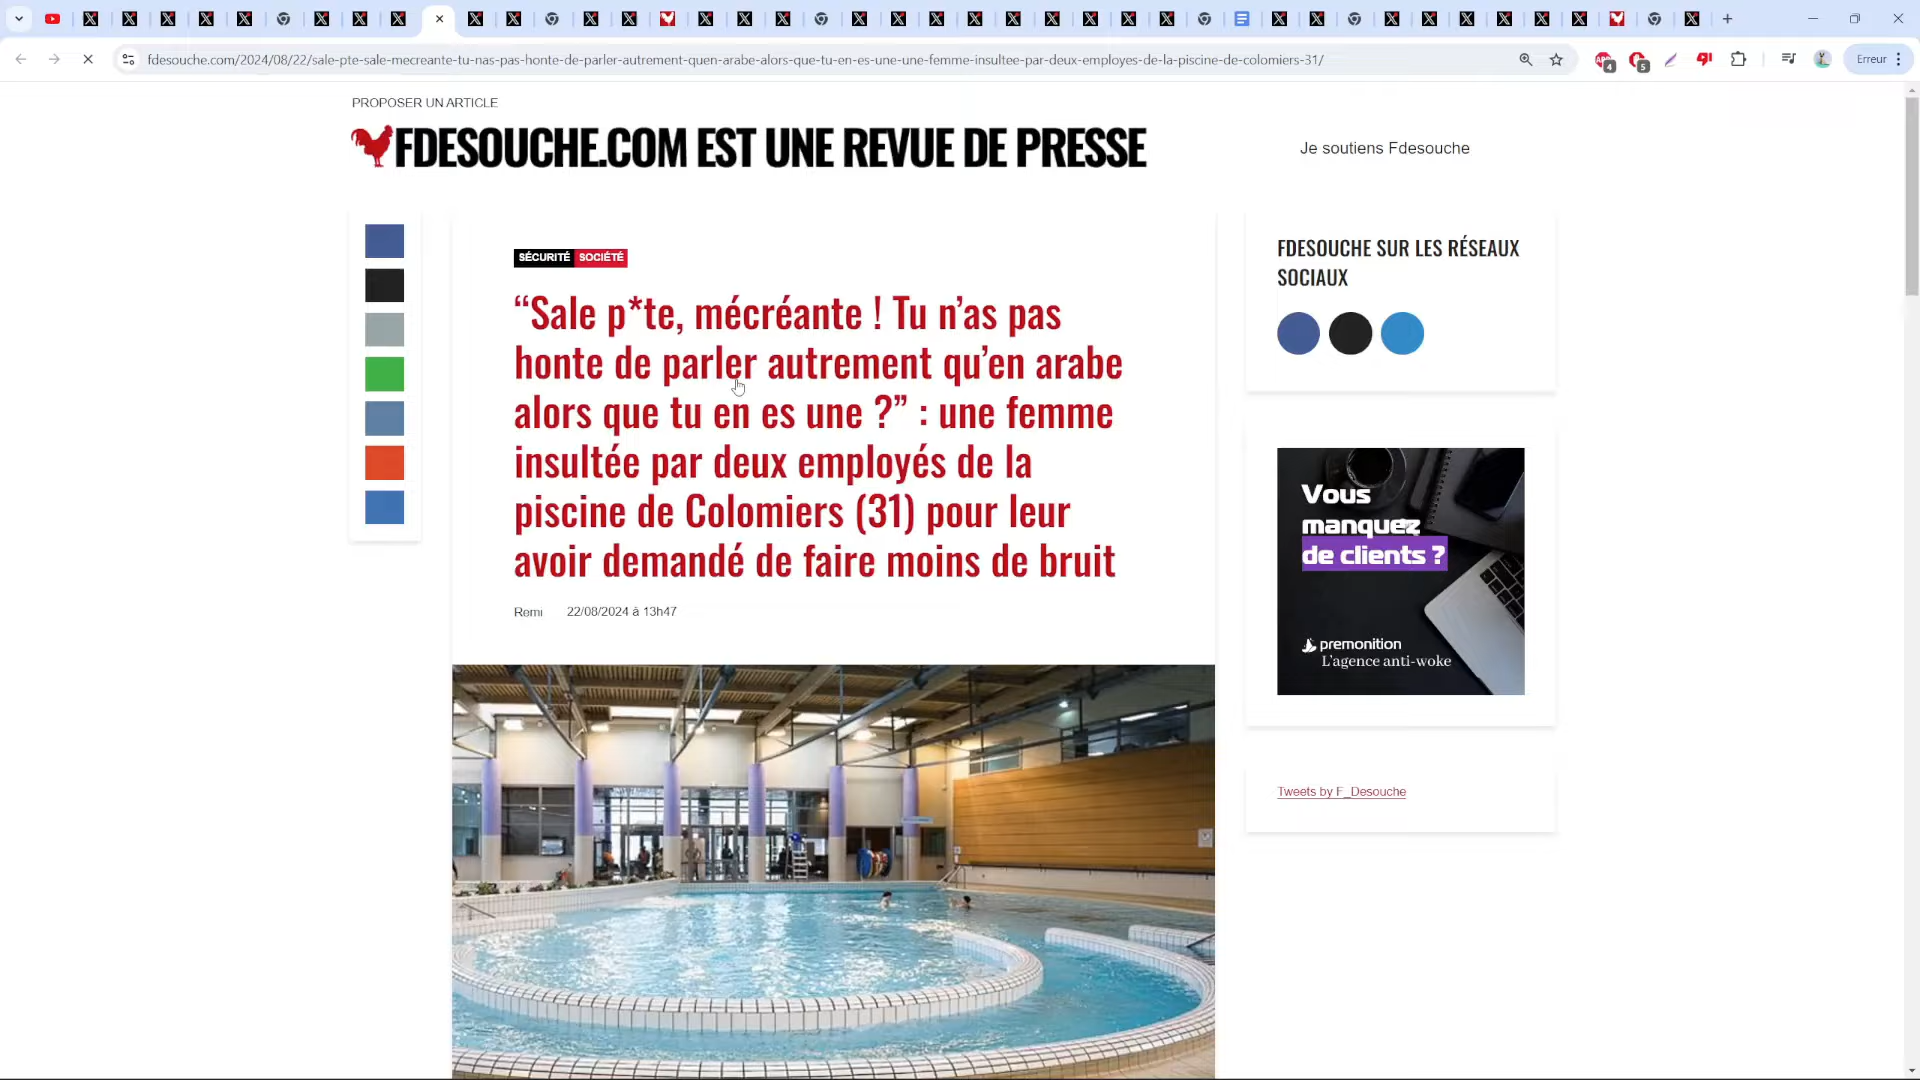 fdesouche.com/2024/08/22/sale-pte-sale-mecreante-tu-nas-pas-honte-de-parler-autrement-quen-arabe-alors-que-tu-en-es-une-une-femme-insultee-par-deux-employes-de-la-piscine-de-colomiers-31/
4
5
Erreur
PROPOSER UN ARTICLE
FDESOUCHE.COM EST UNE REVUE DE PRESSE
Je soutiens Fdesouche
SÉCURITÉ SOCIÉTÉ
“Sale p*te, mécréante ! Tu n’as pas
honte de parler autrement qu’en arabe
alors que tu en es une ?” : une femme
insultée par deux employés de la
piscine de Colomiers (31) pour leur
avoir demandé de faire moins de bruit
Remi 22/08/2024 à 13h47
FDESOUCHE SUR LES RÉSEAUX
SOCIAUX
Vous
manquez
de clients ?
premonition
L’agence anti-woke
Tweets by F_Desouche